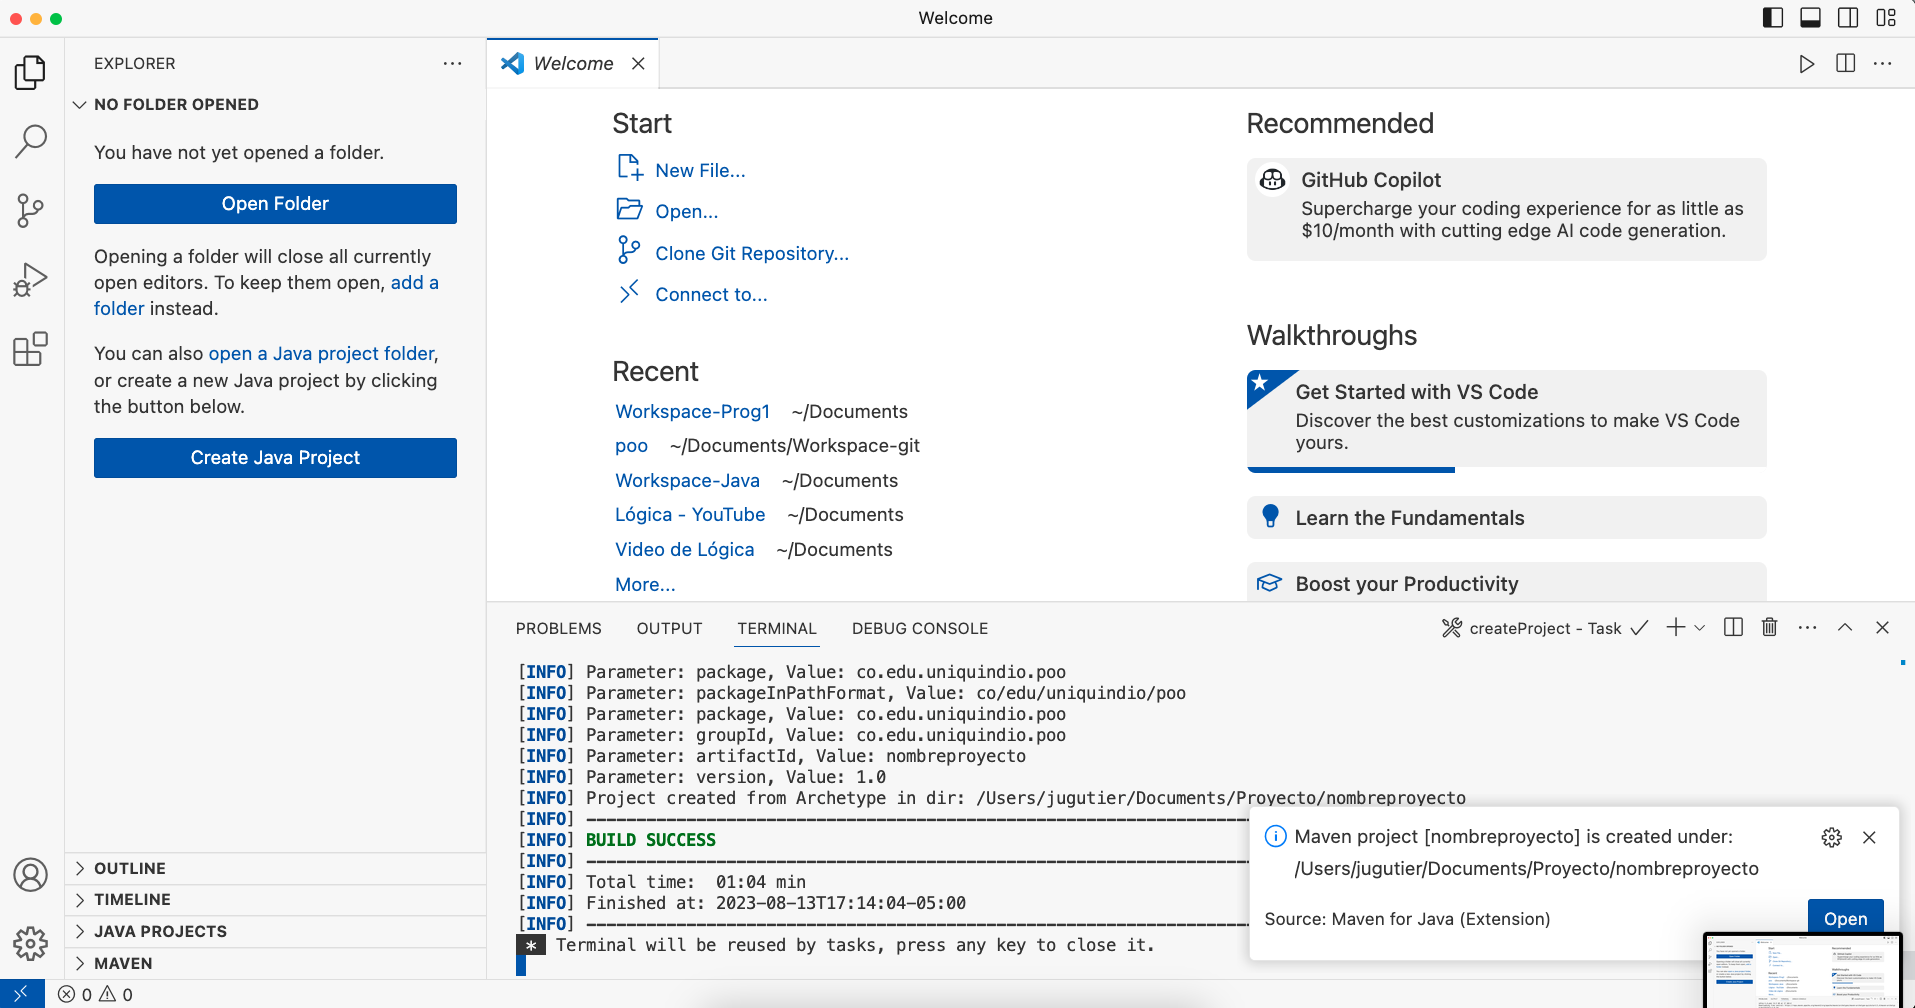 Welcome
EXPLORER
NO FOLDER OPENED
You have not yet opened a folder.
Open Folder
Opening a folder will close all currently
open editors. To keep them open, add a
folder instead.
You can also open a Java project folder,
or create a new Java project by clicking
the button below.
Create Java Project
OUTLINE
TIMELINE
JAVA PROJECTS
MAVEN
Welcome
Start
New File...
Open...
Clone Git Repository...
Connect to...
Recent
Workspace-Prog1 ~/Documents
poo ~/Documents/Workspace-git
Workspace-Java ~/Documents
Lógica - YouTube ~/Documents
Video de Lógica ~/Documents
More...
Recommended
GitHub Copilot
Supercharge your coding experience for as little as
$10/month with cutting edge AI code generation.
Walkthroughs
Get Started with VS Code
Discover the best customizations to make VS Code
yours.
Learn the Fundamentals
Boost your Productivity
PROBLEMS OUTPUT TERMINAL DEBUG CONSOLE
createProject - Task
[INFO] Parameter: package, Value: co.edu.uniquindio.poo
[INFO] Parameter: packageInPathFormat, Value: co/edu/uniquindio/poo
[INFO] Parameter: package, Value: co.edu.uniquindio.poo
[INFO] Parameter: groupId, Value: co.edu.uniquindio.poo
[INFO] Parameter: artifactId, Value: nombreproyecto
[INFO] Parameter: version, Value: 1.0
[INFO] Project created from Archetype in dir: /Users/jugutier/Documents/Proyecto/nombreproyecto
[INFO] ------------------------------------------------------------------
[INFO] BUILD SUCCESS
[INFO] ------------------------------------------------------------------
[INFO] Total time:  01:04 min
[INFO] Finished at: 2023-08-13T17:14:04-05:00
[INFO] ------------------------------------------------------------------
* Terminal will be reused by tasks, press any key to close it.
Maven project [nombreproyecto] is created under:
/Users/jugutier/Documents/Proyecto/nombreproyecto
Source: Maven for Java (Extension)
Open
0 0